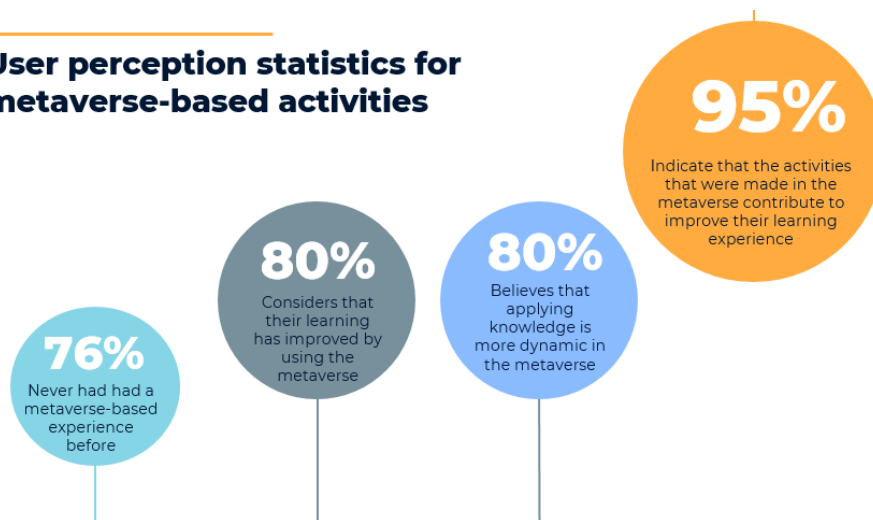 User perception statistics for
metaverse-based activities
95%
Indicate that the activities
that were made in the
metaverse contribute to
improve their learning
experience
80%
Considers that
their learning
has improved by
using the
metaverse
80%
Believes that
applying
knowledge is
more dynamic in
the metaverse
76%
Never had had a
metaverse-based
experience
before